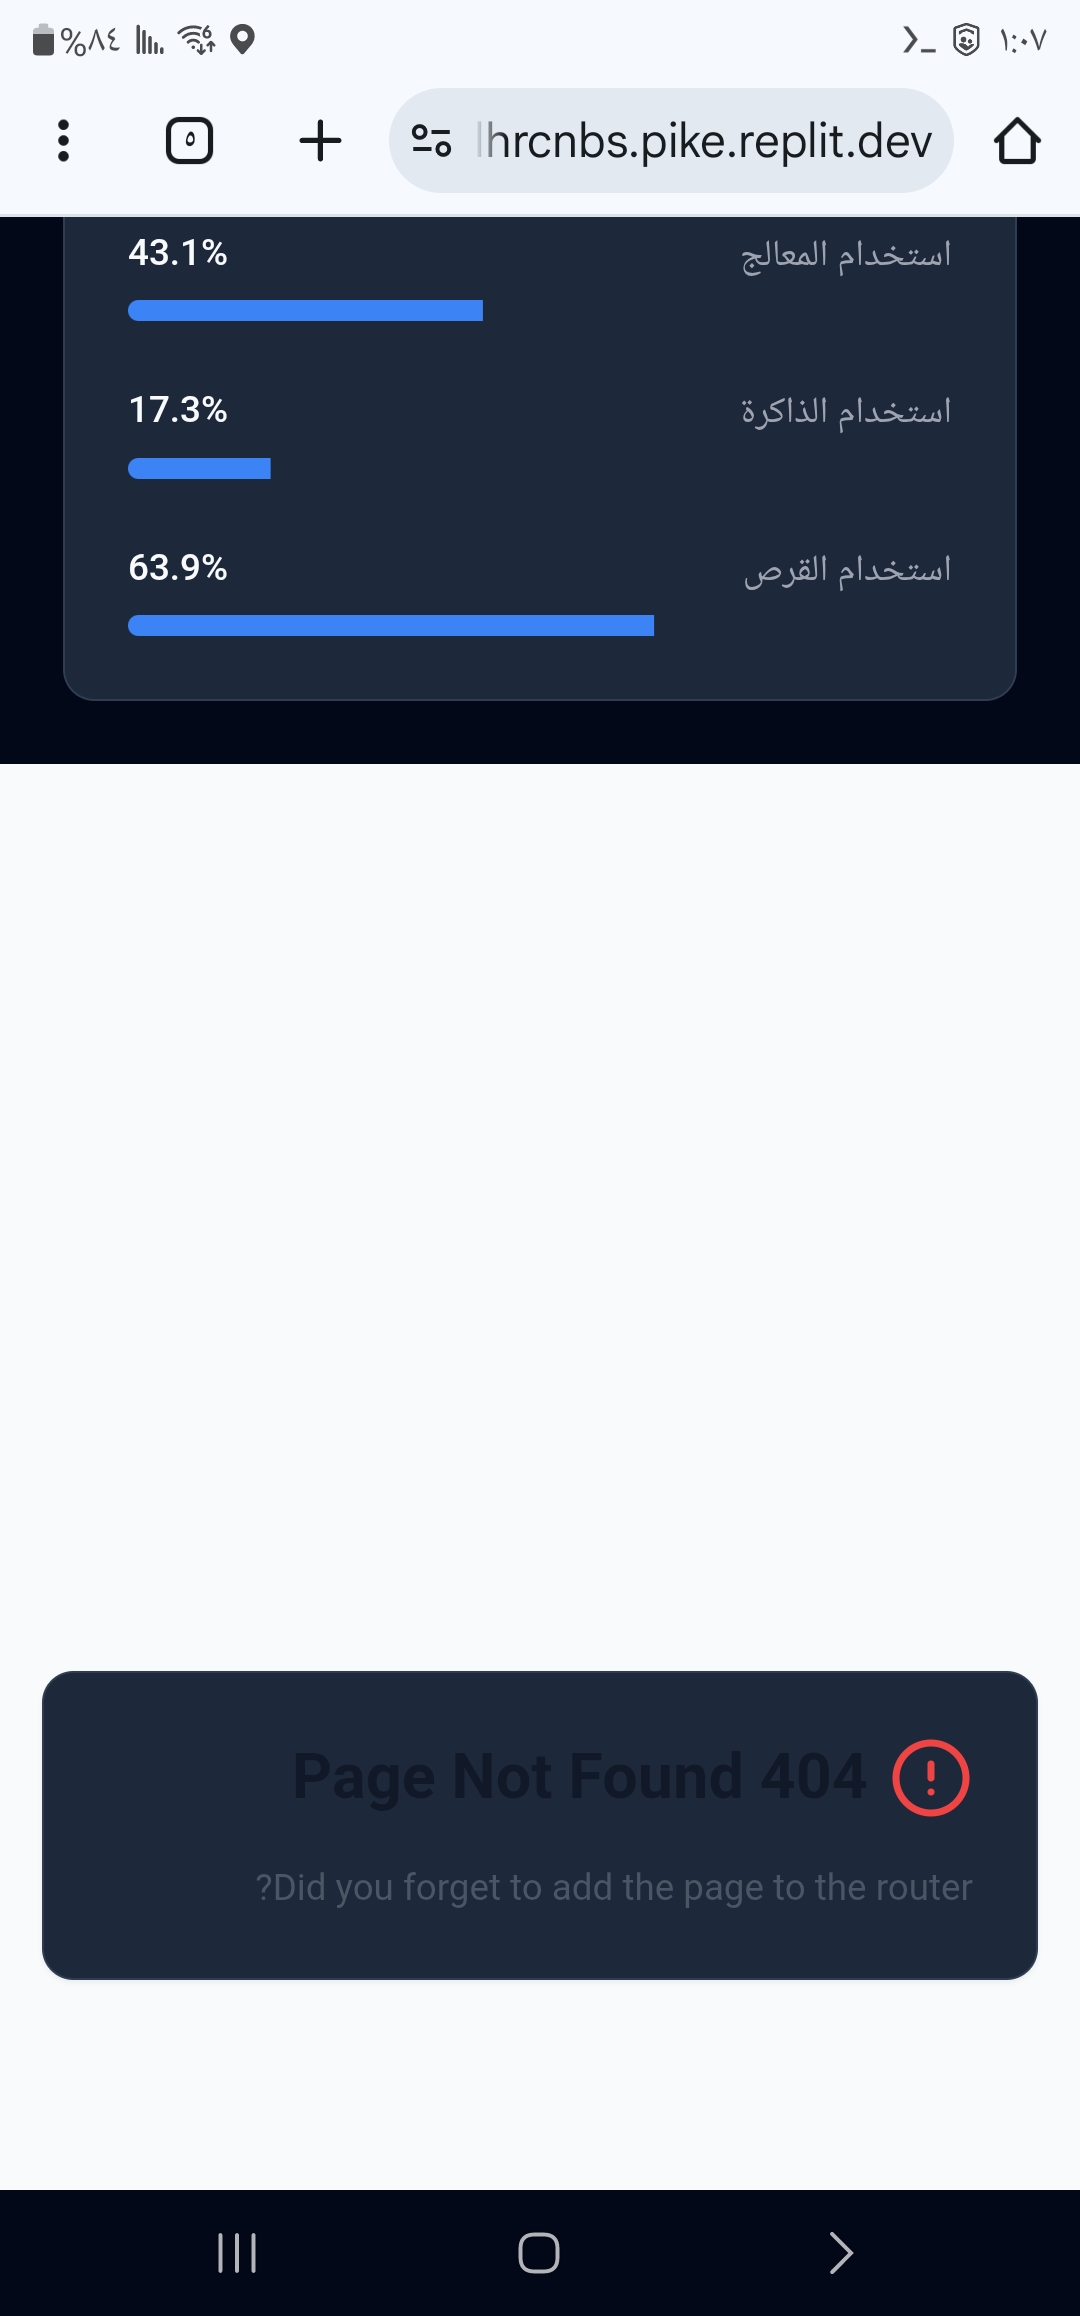 %٨٤
١:٠٧
٥
lhrcnbs.pike.replit.dev
استخدام المعالج
43.1%
استخدام الذاكرة
17.3%
استخدام القرص
63.9%
Page Not Found 404
?Did you forget to add the page to the router